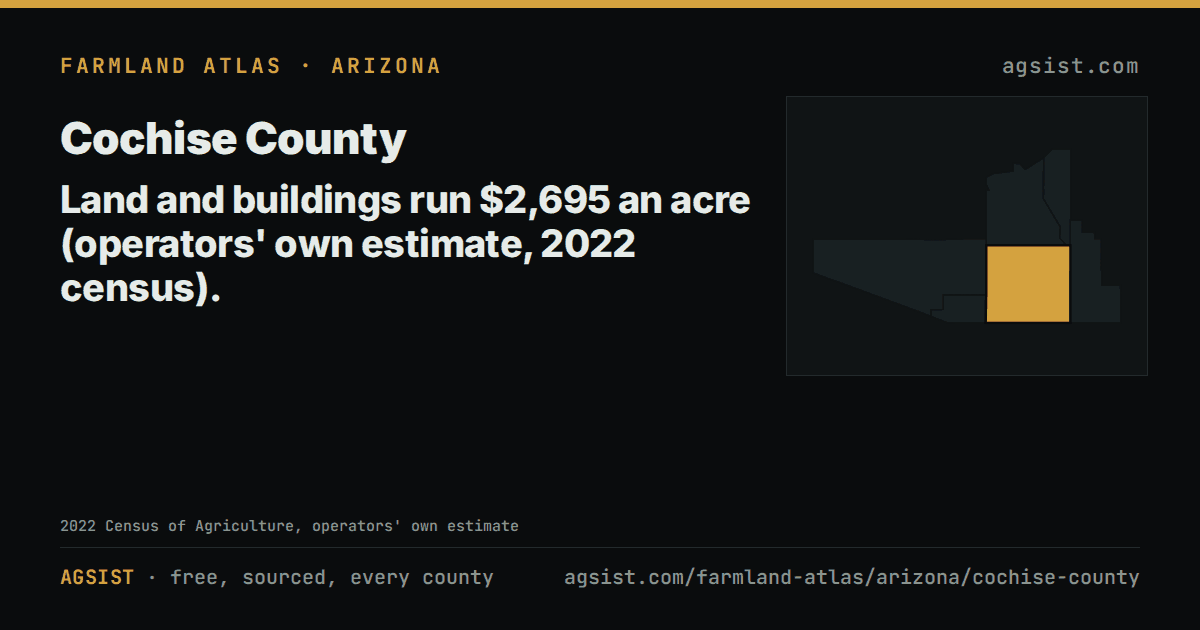 FARMLAND ATLAS · ARIZONA
agsist.com
Cochise County
Land and buildings run $2,695 an acre
(operators' own estimate, 2022
census).
2022 Census of Agriculture, operators' own estimate
AGSIST · free, sourced, every county
agsist.com/farmland-atlas/arizona/cochise-county